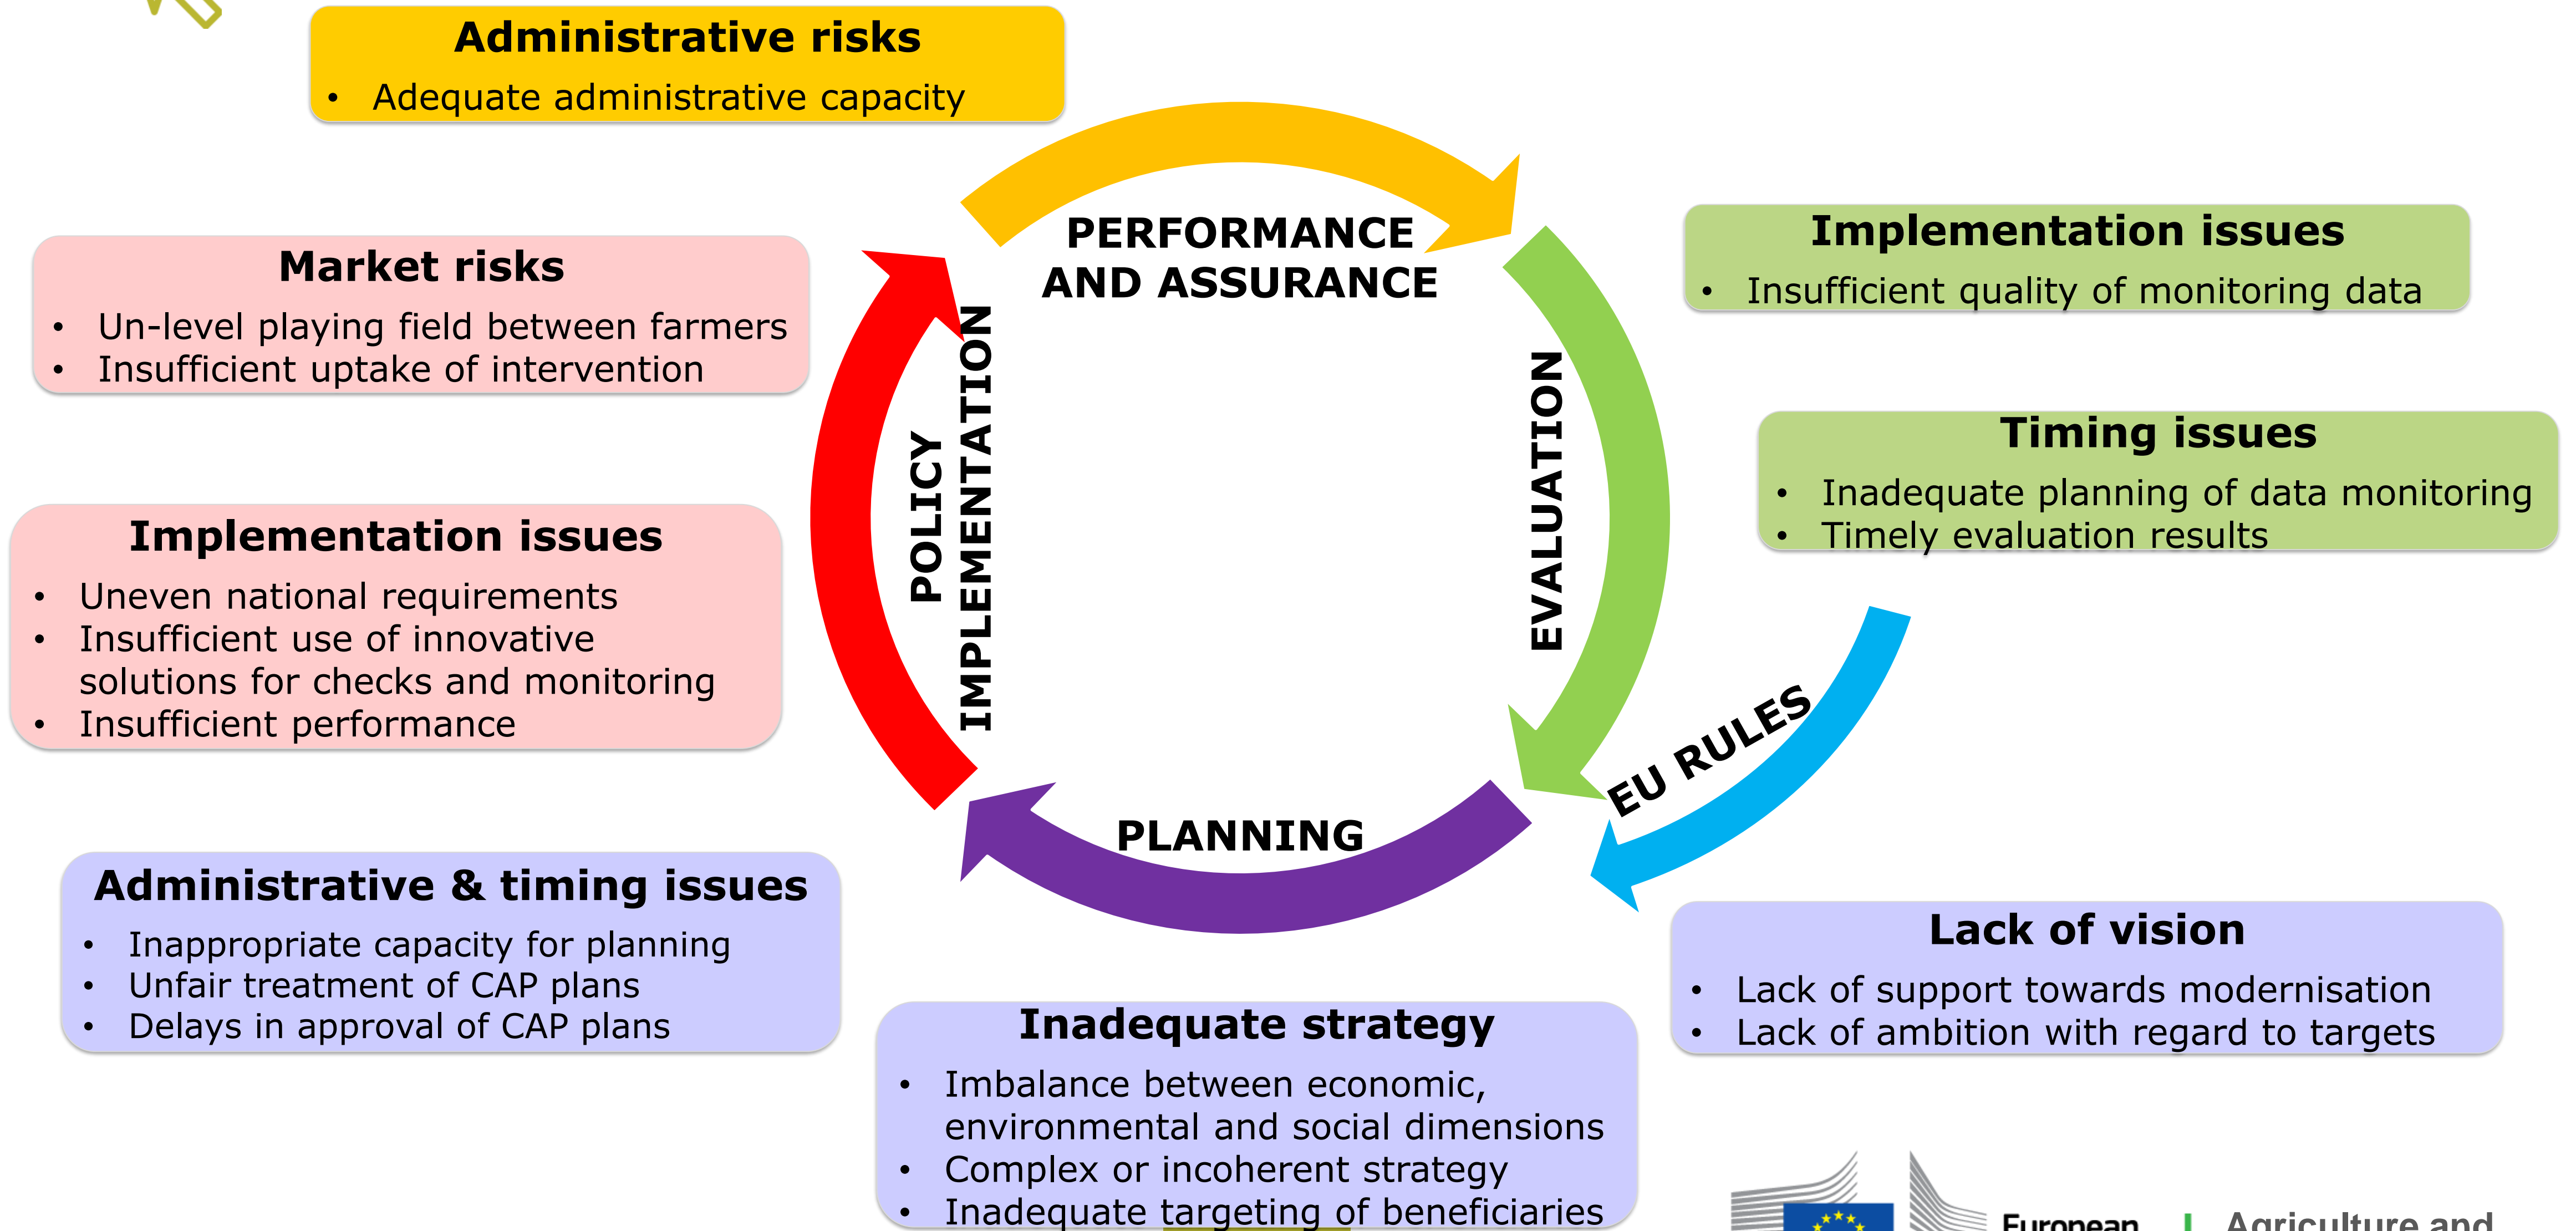 Administrative risks
• Adequate administrative capacity
PERFORMANCE
AND ASSURANCE
Market risks
• Un-level playing field between farmers
• Insufficient uptake of intervention
Implementation issues
• Insufficient quality of monitoring data
POLICY
IMPLEMENTATION
EVALUATION
Timing issues
• Inadequate planning of data monitoring
• Timely evaluation results
Implementation issues
• Uneven national requirements
• Insufficient use of innovative
solutions for checks and monitoring
• Insufficient performance
EU RULES
PLANNING
Administrative & timing issues
• Inappropriate capacity for planning
• Unfair treatment of CAP plans
• Delays in approval of CAP plans
Lack of vision
• Lack of support towards modernisation
• Lack of ambition with regard to targets
Inadequate strategy
• Imbalance between economic,
environmental and social dimensions
• Complex or incoherent strategy
• Inadequate targeting of beneficiaries
European
Agriculture and